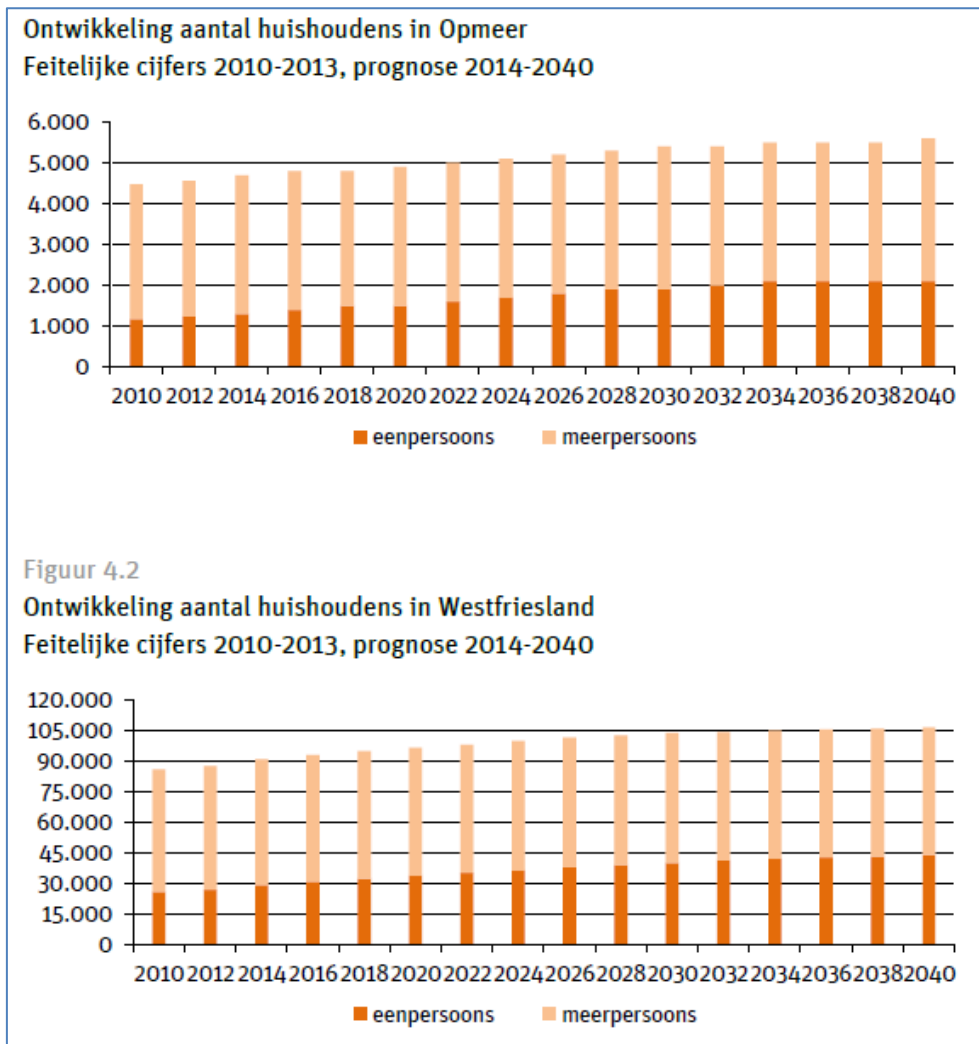 Ontwikkeling aantal huishoudens in Opmeer
Feitelijke cijfers 2010-2013, prognose 2014-2040
6.000
5.000
4.000
3.000
2.000
1.000
0
2010 2012 2014 2016 2018 2020 2022 2024 2026 2028 2030 2032 2034 2036 2038 2040
eenpersoons meerpersoons
Figuur 4.2
Ontwikkeling aantal huishoudens in Westfriesland
Feitelijke cijfers 2010-2013, prognose 2014-2040
120.000
105.000
90.000
75.000
60.000
45.000
30.000
15.000
0
2010 2012 2014 2016 2018 2020 2022 2024 2026 2028 2030 2032 2034 2036 2038 2040
eenpersoons meerpersoons